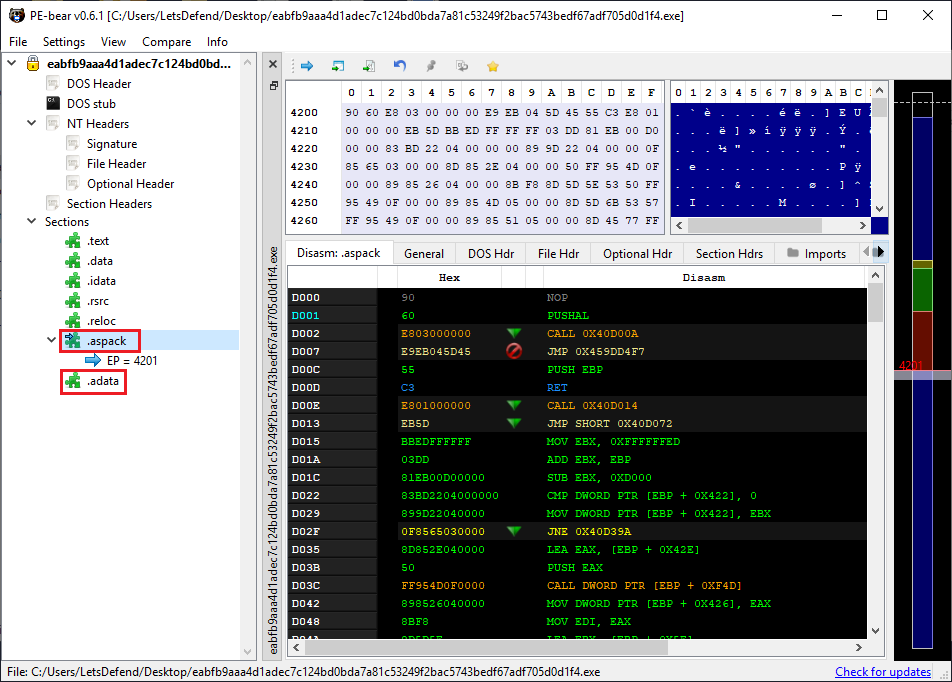 PE-bear v0.6.1 [C:/Users/LetsDefend/Desktop/eabfb9aaa4d1adec7c124bd0bda7a81c53249f2bac5743bedf67adf705d0d1f4.exe]
File Settings View Compare Info
eabfb9aaa4d1adec7c124bd0bd...
DOS Header
DOS stub
NT Headers
Signature
File Header
Optional Header
Section Headers
Sections
.text
.data
.idata
.rsrc
.reloc
.aspack
EP = 4201
.adata
eabfb9aaa4d1adec7c124bd0bda7a81c53249f2bac5743bedf67adf705d0d1f4.exe
0 1 2 3 4 5 6 7 8 9 A B C D E F
4200 90 60 E8 03 00 00 00 E9 EB 04 5D 45 55 C3 E8 01
4210 00 00 00 EB 5D BB ED FF FF FF 03 DD 81 EB 00 D0
4220 00 00 83 BD 22 04 00 00 00 89 9D 22 04 00 00 0F
4230 85 65 03 00 00 8D 85 2E 04 00 00 50 FF 95 4D 0F
4240 00 00 89 85 26 04 00 00 8B F8 8D 5D 5E 53 50 FF
4250 95 49 0F 00 00 89 85 4D 05 00 00 8D 5D 6B 53 57
4260 FF 95 49 0F 00 00 89 85 51 05 00 00 8D 45 77 FF
0 1 2 3 4 5 6 7 8 9 A B C
. ` è . . . . é ë . ] E U
. . . ë ] » í ÿ ÿ ÿ . Ý .
. . . ½ " . . . . . . " .
. e . . . . . . . . . P ÿ
. . . . & . . . . ø . ] ^
. I . . . . . M . . . . ]
Disasm: .aspack General DOS Hdr File Hdr Optional Hdr Section Hdrs Imports
Hex Disasm
D000 90 NOP
D001 60 PUSHAL
D002 E803000000 CALL 0X40D00A
D007 E9EB045D45 JMP 0X459DD4F7
D00C 55 PUSH EBP
D00D C3 RET
D00E E801000000 CALL 0X40D014
D013 EB5D JMP SHORT 0X40D072
D015 BBEDFFFFFF MOV EBX, 0XFFFFFFED
D01A 03DD ADD EBX, EBP
D01C 81EB00D00000 SUB EBX, 0XD000
D022 83BD2204000000 CMP DWORD PTR [EBP + 0X422], 0
D029 899D22040000 MOV DWORD PTR [EBP + 0X422], EBX
D02F 0F8565030000 JNE 0X40D39A
D035 8D852E040000 LEA EAX, [EBP + 0X42E]
D03B 50 PUSH EAX
D03C FF954D0F0000 CALL DWORD PTR [EBP + 0XF4D]
D042 898526040000 MOV DWORD PTR [EBP + 0X426], EAX
D048 8BF8 MOV EDI, EAX
4201
File: C:/Users/LetsDefend/Desktop/eabfb9aaa4d1adec7c124bd0bda7a81c53249f2bac5743bedf67adf705d0d1f4.exe
Check for updates